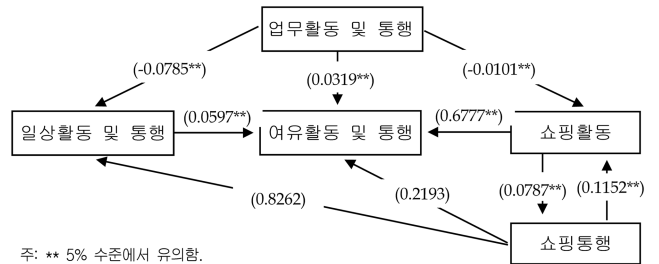 업무활동 및 통행
(-0.0785**)
(0.0319**)
(-0.0101**)
일상활동 및 통행
(0.0597**)
여유활동 및 통행
(0.6777**)
쇼핑활동
(0.8262)
(0.2193)
(0.0787**)
(0.1152**)
쇼핑통행
주: ** 5% 수준에서 유의함.